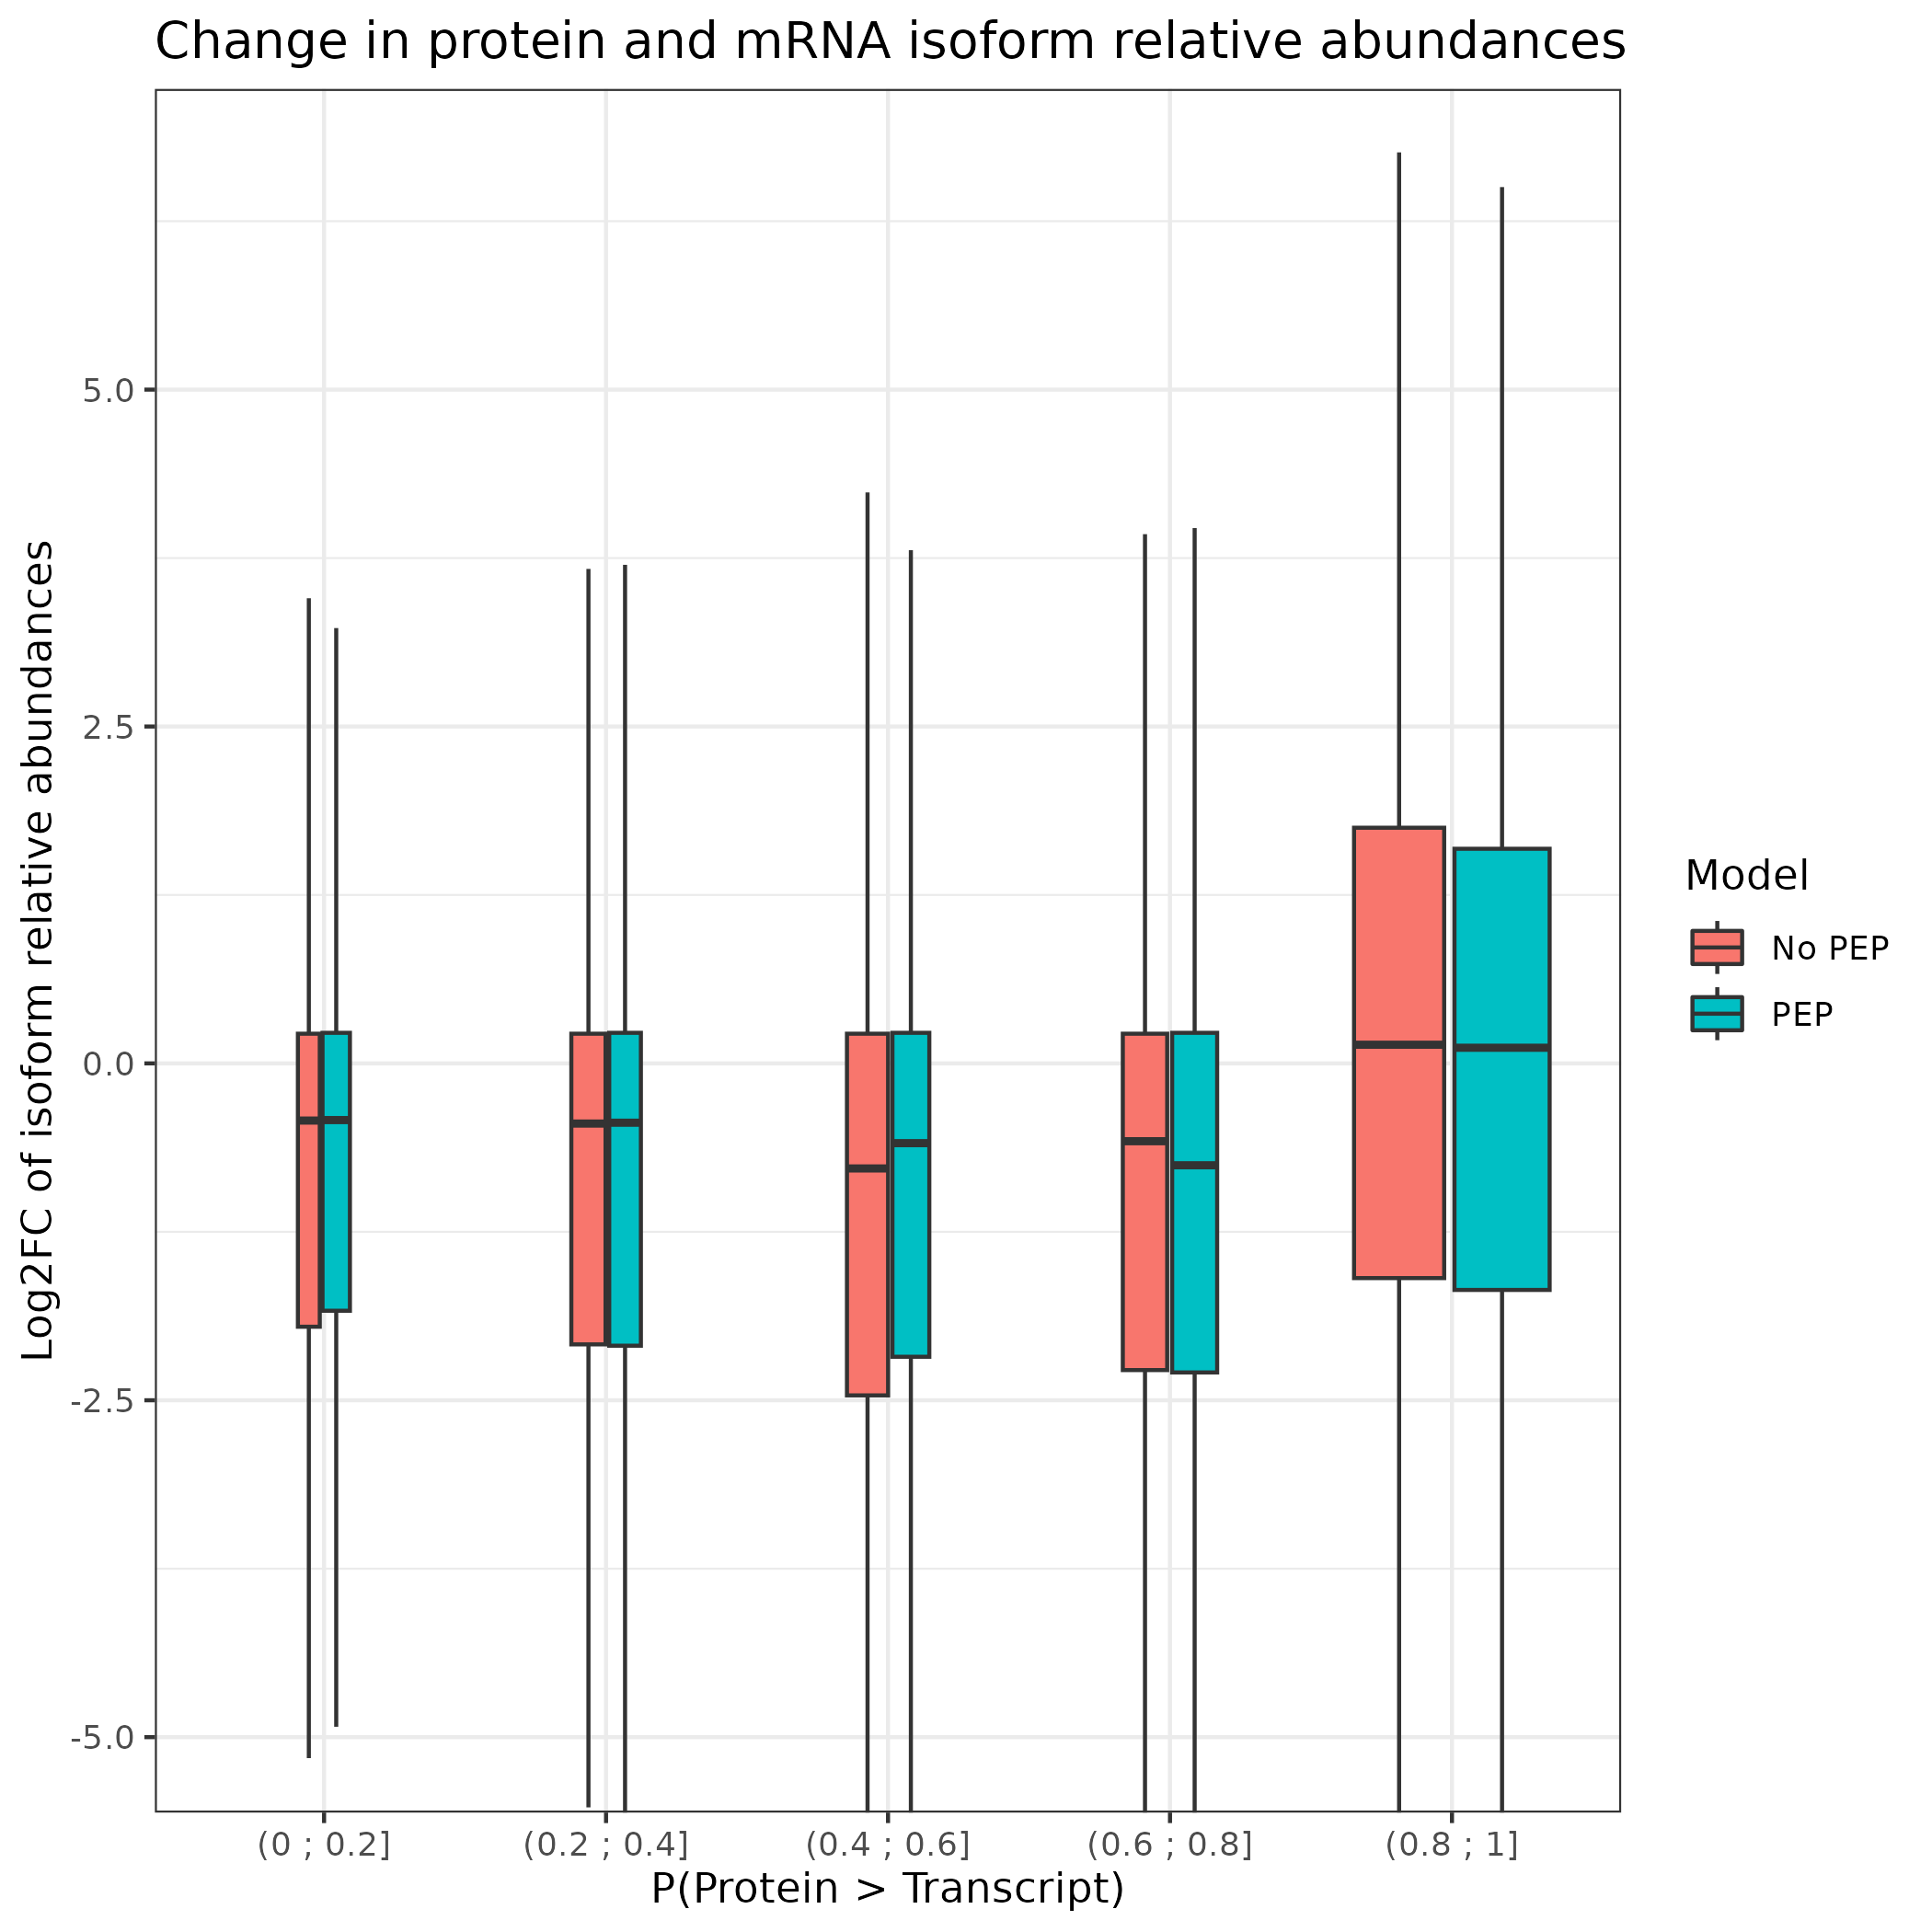 Change in protein and mRNA isoform relative abundances
Log2FC of isoform relative abundances
5.0
2.5
0.0
-2.5
-5.0
(0 ; 0.2]
(0.2 ; 0.4]
(0.4 ; 0.6]
(0.6 ; 0.8]
(0.8 ; 1]
P(Protein > Transcript)
Model
No PEP
PEP